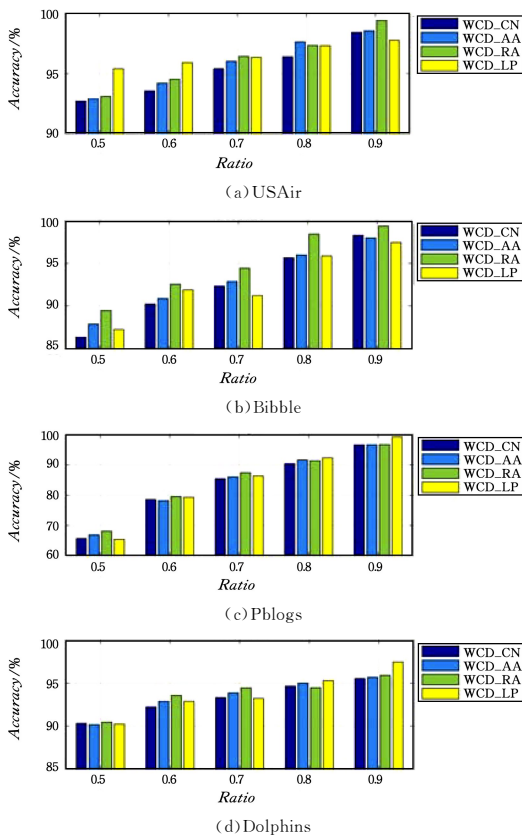 100
95
90
Accuracy/%
0.5 0.6 0.7 0.8 0.9
Ratio
WCD_CN
WCD_AA
WCD_RA
WCD_LP
(a)USAir
100
95
90
85
Accuracy/%
0.5 0.6 0.7 0.8 0.9
Ratio
WCD_CN
WCD_AA
WCD_RA
WCD_LP
(b)Bibble
100
90
80
70
60
Accuracy/%
0.5 0.6 0.7 0.8 0.9
Ratio
WCD_CN
WCD_AA
WCD_RA
WCD_LP
(c)Pblogs
100
95
90
85
Accuracy/%
0.5 0.6 0.7 0.8 0.9
Ratio
WCD_CN
WCD_AA
WCD_RA
WCD_LP
(d)Dolphins